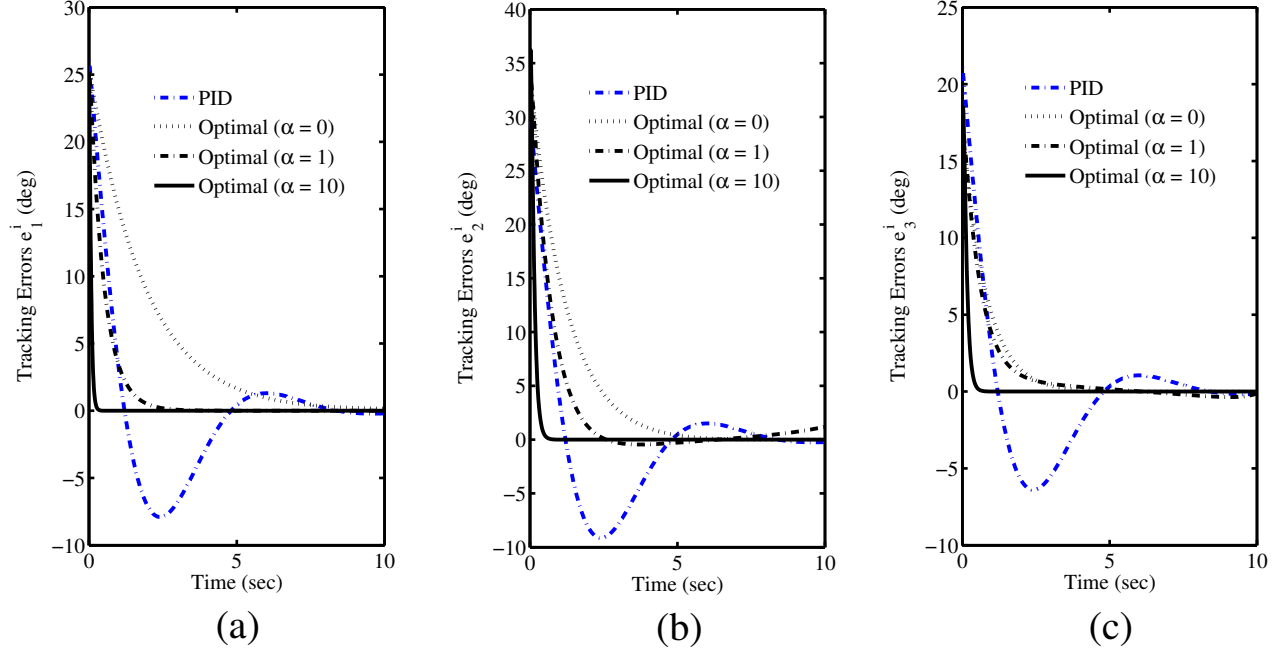 30
25
20
15
10
5
0
−5
−10
0
5
10
Tracking Errors e₁ⁱ (deg)
Time (sec)
PID
Optimal (α = 0)
Optimal (α = 1)
Optimal (α = 10)
(a)
40
35
30
25
20
15
10
5
0
−5
−10
0
5
10
Tracking Errors e₂ⁱ (deg)
Time (sec)
PID
Optimal (α = 0)
Optimal (α = 1)
Optimal (α = 10)
(b)
25
20
15
10
5
0
−5
−10
0
5
10
Tracking Errors e₃ⁱ (deg)
Time (sec)
PID
Optimal (α = 0)
Optimal (α = 1)
Optimal (α = 10)
(c)